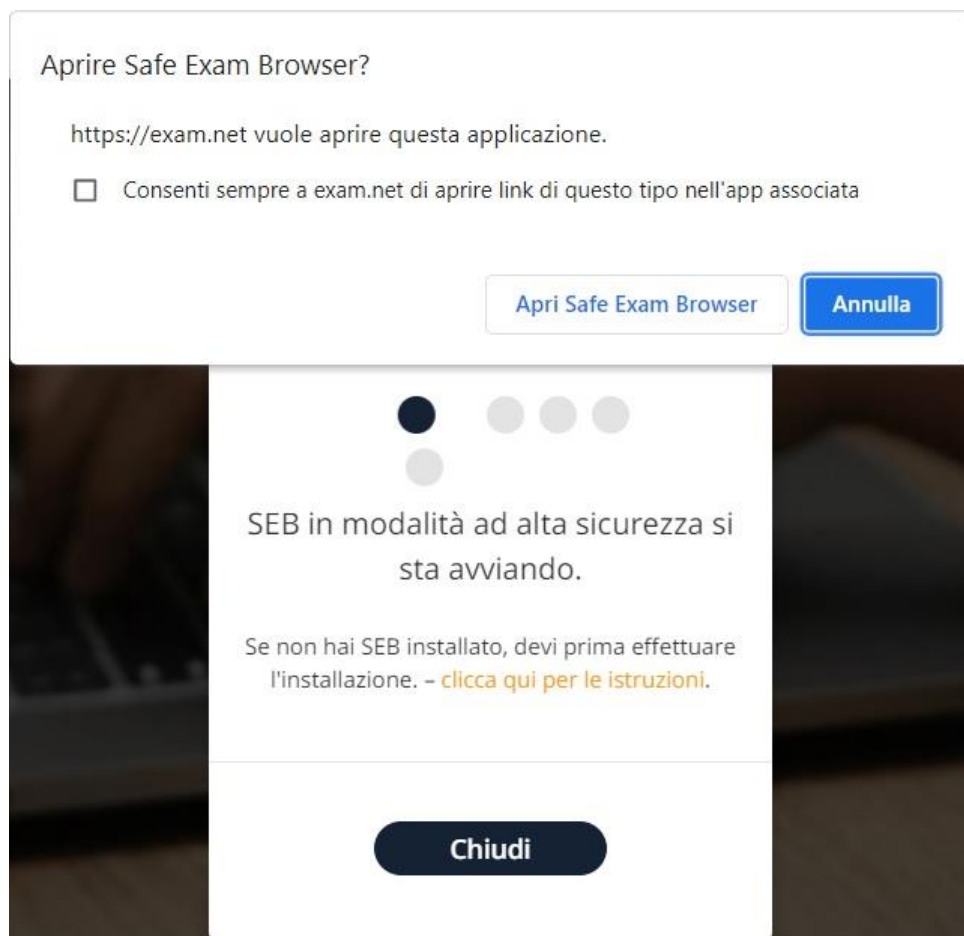 Aprire Safe Exam Browser?
https://exam.net vuole aprire questa applicazione.
Consenti sempre a exam.net di aprire link di questo tipo nell'app associata
Apri Safe Exam Browser
Annulla
SEB in modalità ad alta sicurezza si
sta avviando.
Se non hai SEB installato, devi prima effettuare
l'installazione. – clicca qui per le istruzioni.
Chiudi